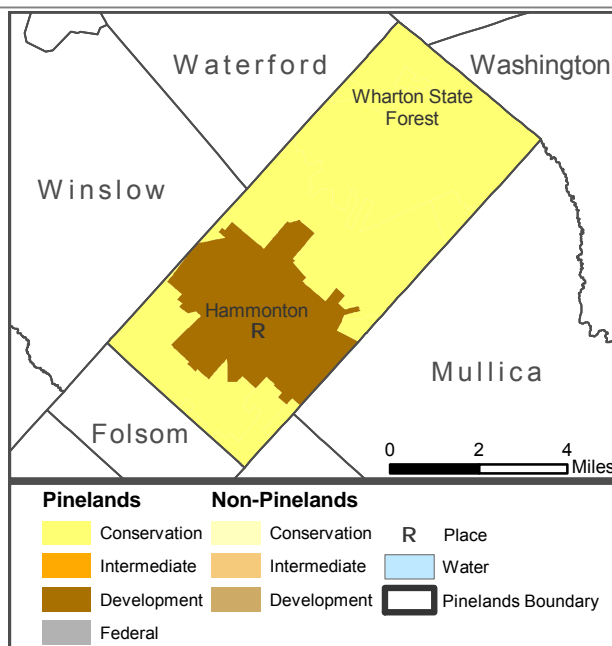 Waterford
Washington
Wharton State
Forest
Winslow
Hammonton
R
Mullica
Folsom
0 2 4
Miles
Pinelands Non-Pinelands
Conservation Conservation R Place
Intermediate Intermediate Water
Development Development Pinelands Boundary
Federal